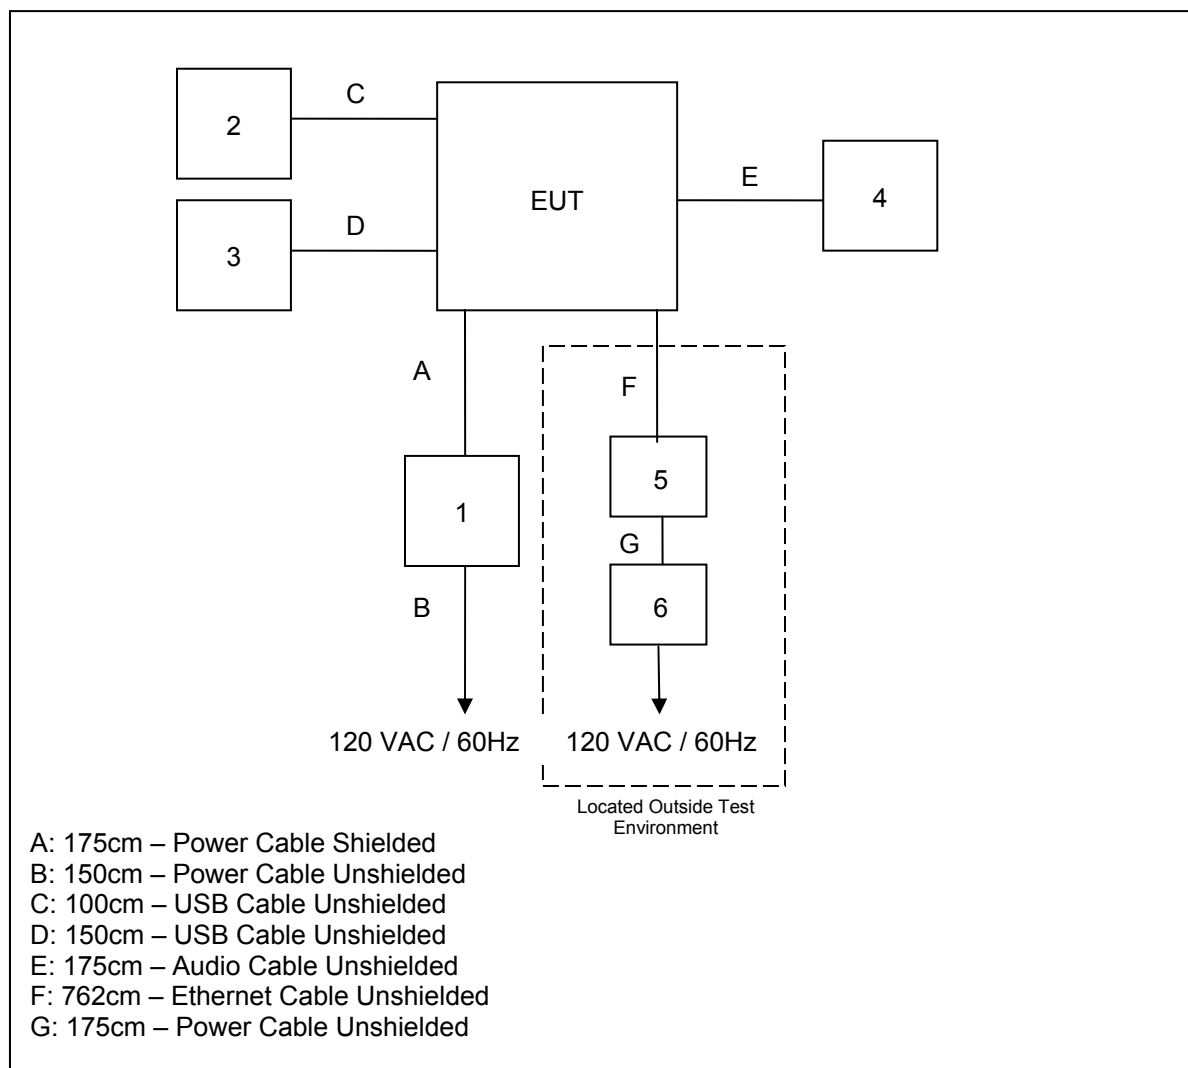 C
2
EUT
E
4
D
3
A
F
5
1
G
B
6
120 VAC / 60Hz
120 VAC / 60Hz
Located Outside Test
Environment
A: 175cm – Power Cable Shielded
B: 150cm – Power Cable Unshielded
C: 100cm – USB Cable Unshielded
D: 150cm – USB Cable Unshielded
E: 175cm – Audio Cable Unshielded
F: 762cm – Ethernet Cable Unshielded
G: 175cm – Power Cable Unshielded